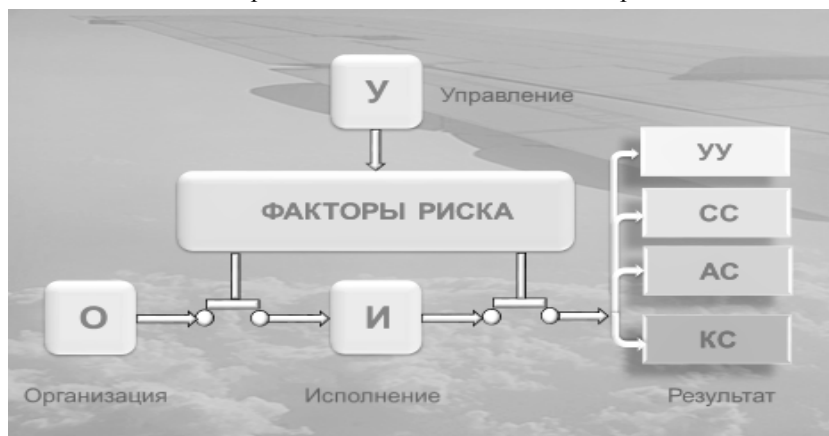 У
Управление
УУ
ФАКТОРЫ РИСКА
СС
АС
О
И
КС
Организация
Исполнение
Результат